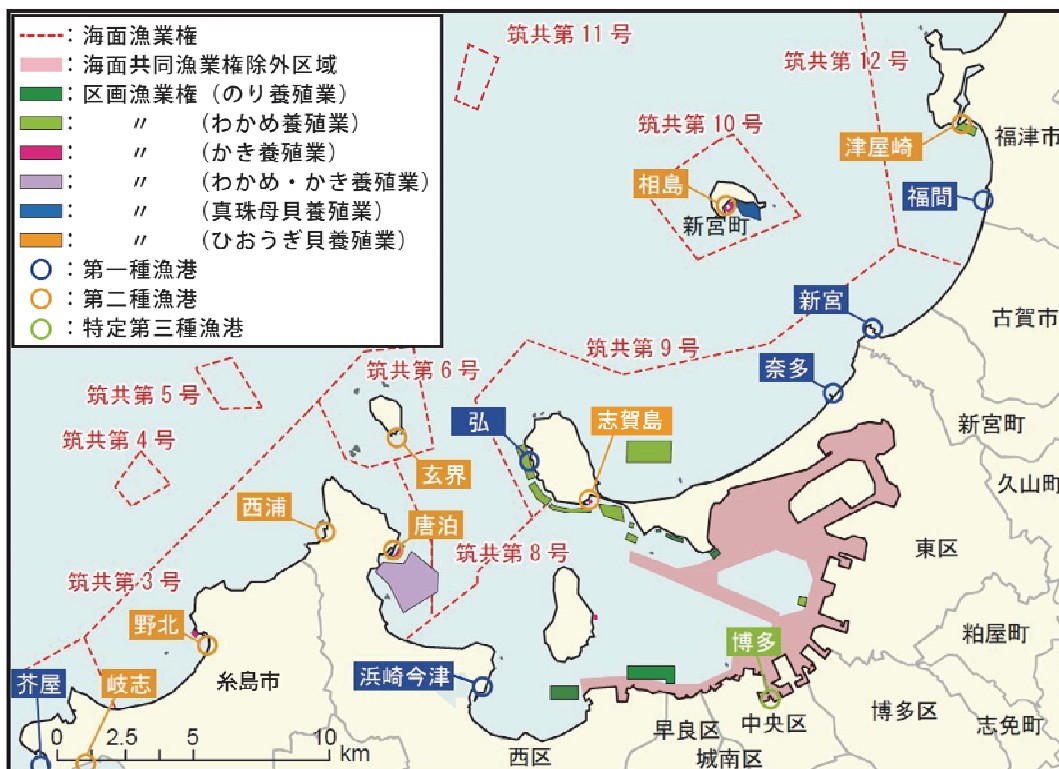 ：海面漁業権
：海面共同漁業権除外区域
：区画漁業権（のり養殖業）
：　〃　（わかめ養殖業）
：　〃　（かき養殖業）
：　〃　（わかめ・かき養殖業）
：　〃　（真珠母貝養殖業）
：　〃　（ひおうぎ貝養殖業）
：第一種漁港
：第二種漁港
：特定第三種漁港
筑共第 11 号
筑共第 12 号
筑共第 10 号
津屋崎
福津市
相島
福間
新宮町
新宮
古賀市
筑共第 9 号
筑共第 6 号
筑共第 5 号
奈多
弘
志賀島
新宮町
筑共第 4 号
玄界
久山町
西浦
唐泊
筑共第 8 号
東区
筑共第 3 号
野北
粕屋町
博多
芥屋
岐志
糸島市
浜崎今津
早良区
中央区
博多区
志免町
0 2.5 5 10
km
西区
城南区